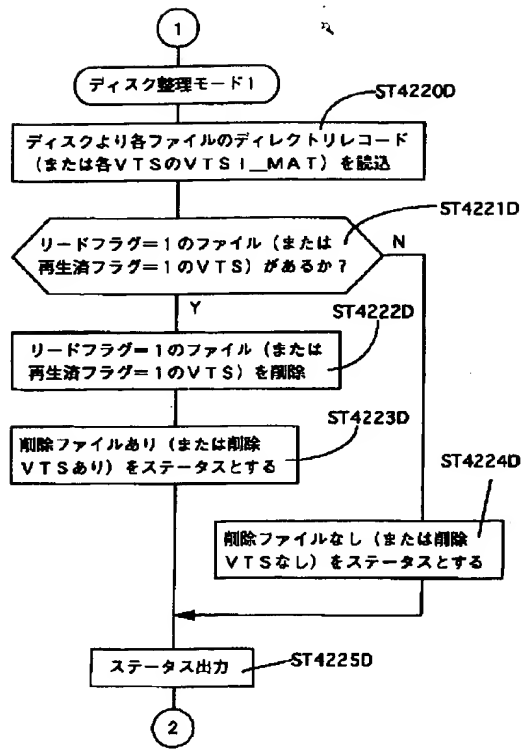 1
ディスク整理モード1
ST4220D
ディスクより各ファイルのディレクトリレコード
(または各VTSのVTSI__MAT)を読込
ST4221D
リードフラグ=1のファイル(または
再生済フラグ=1のVTS)があるか?
N
Y
ST4222D
リードフラグ=1のファイル(または
再生済フラグ=1のVTS)を削除
ST4223D
削除ファイルあり(または削除
VTSあり)をステータスとする
ST4224D
削除ファイルなし(または削除
VTSなし)をステータスとする
ステータス出力
ST4225D
2